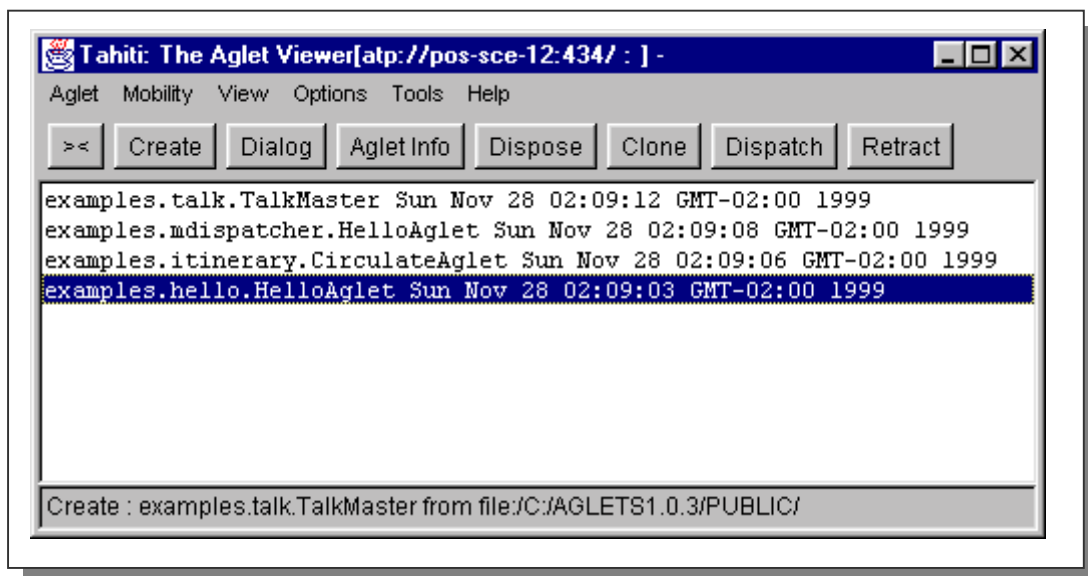 Tahiti: The Aglet Viewer[atp://pos-sce-12:434/ : ] -
Aglet Mobility View Options Tools Help
>< Create Dialog Aglet Info Dispose Clone Dispatch Retract
examples.talk.TalkMaster Sun Nov 28 02:09:12 GMT-02:00 1999
examples.mdispatcher.HelloAglet Sun Nov 28 02:09:08 GMT-02:00 1999
examples.itinerary.CirculateAglet Sun Nov 28 02:09:06 GMT-02:00 1999
examples.hello.HelloAglet Sun Nov 28 02:09:03 GMT-02:00 1999
Create : examples.talk.TalkMaster from file:/C:/AGLETS1.0.3/PUBLIC/